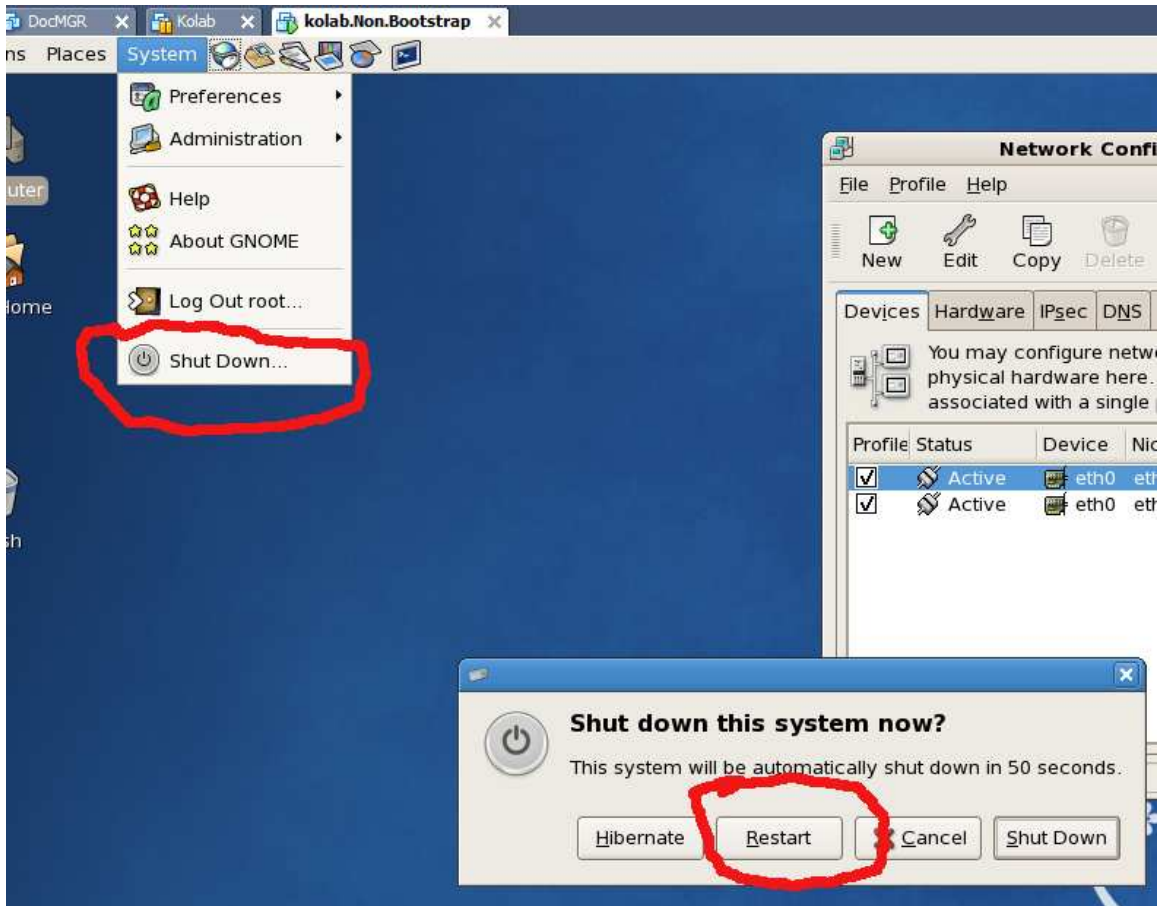 DocMGR
Kolab
kolab.Non.Bootstrap
ns Places System
Preferences
Administration
Help
About GNOME
Log Out root...
Shut Down...
uter
Home
sh
Network Confi
File Profile Help
New Edit Copy Delete
Devices Hardware IPsec DNS
You may configure netwo
physical hardware here.
associated with a single
Profile Status Device Nic
Active eth0 eth
Active eth0 eth
Shut down this system now?
This system will be automatically shut down in 50 seconds.
Hibernate Restart Cancel Shut Down